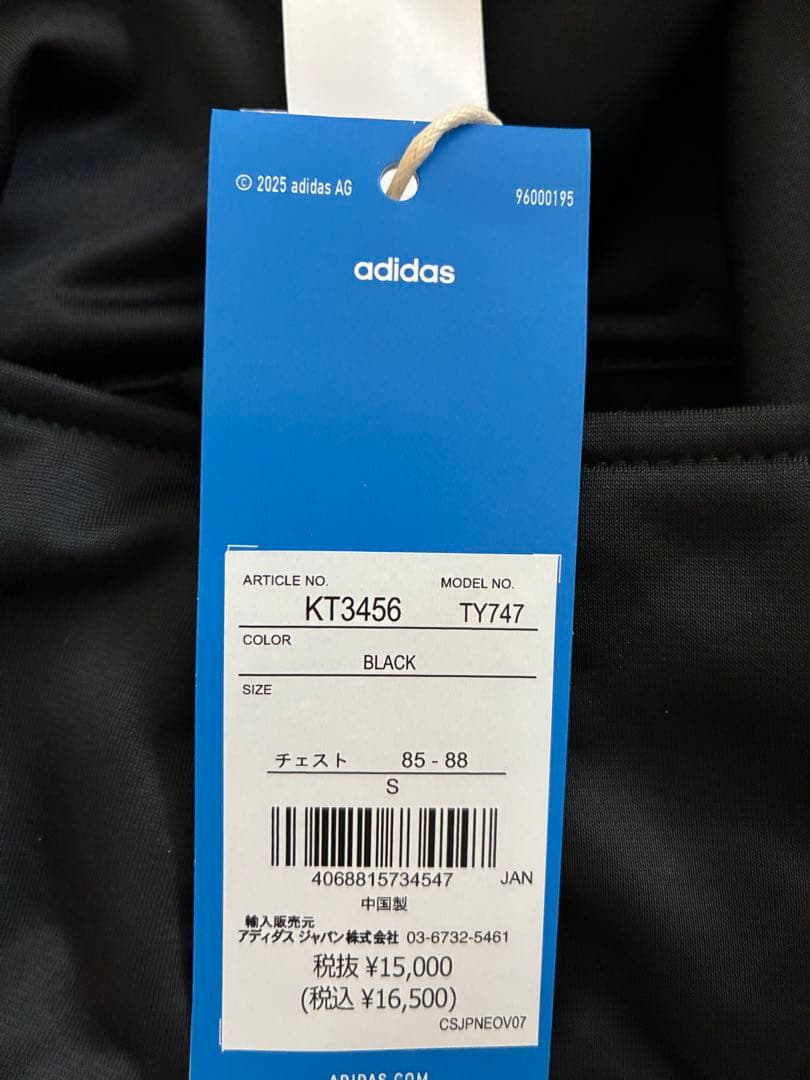 © 2025 adidas AG
96000195
adidas
ARTICLE NO. MODEL NO.
KT3456 TY747
COLOR
BLACK
SIZE
チェスト 85 - 88
S
4068815734547 JAN
中国製
輸入販売元
アディダス ジャパン株式会社 03-6732-5461
税抜 ¥15,000
(税込 ¥16,500)
CSJPNEOV07
ADIDAS.COM